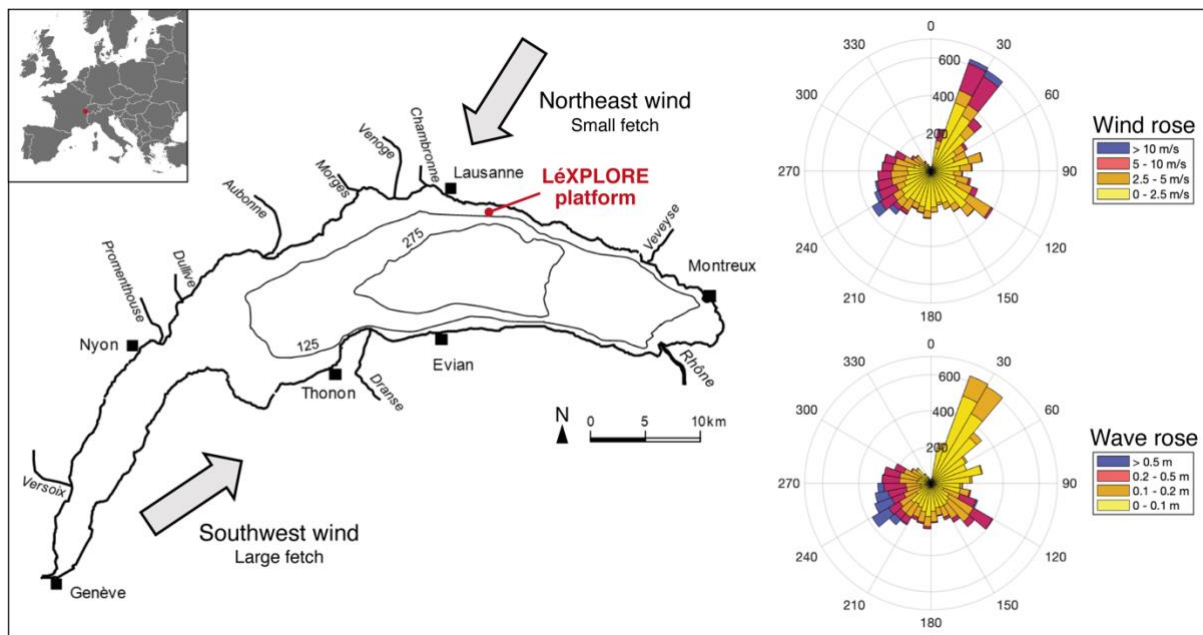 Northeast wind
Small fetch
Chambronne
Venoge
Lausanne
LéXPLORE
platform
Morges
Aubonne
275
Veveyse
Montreux
Dullive
Promenthouse
Nyon
125
Evian
Rhône
Thonon
Dranse
N
0 5 10 km
Versoix
Southwest wind
Large fetch
Genève
0
330
30
600
400
200
300
60
270
90
240
120
210
150
180
Wind rose
> 10 m/s
5 - 10 m/s
2.5 - 5 m/s
0 - 2.5 m/s
0
330
30
600
400
200
300
60
270
90
240
120
210
150
180
Wave rose
> 0.5 m
0.2 - 0.5 m
0.1 - 0.2 m
0 - 0.1 m